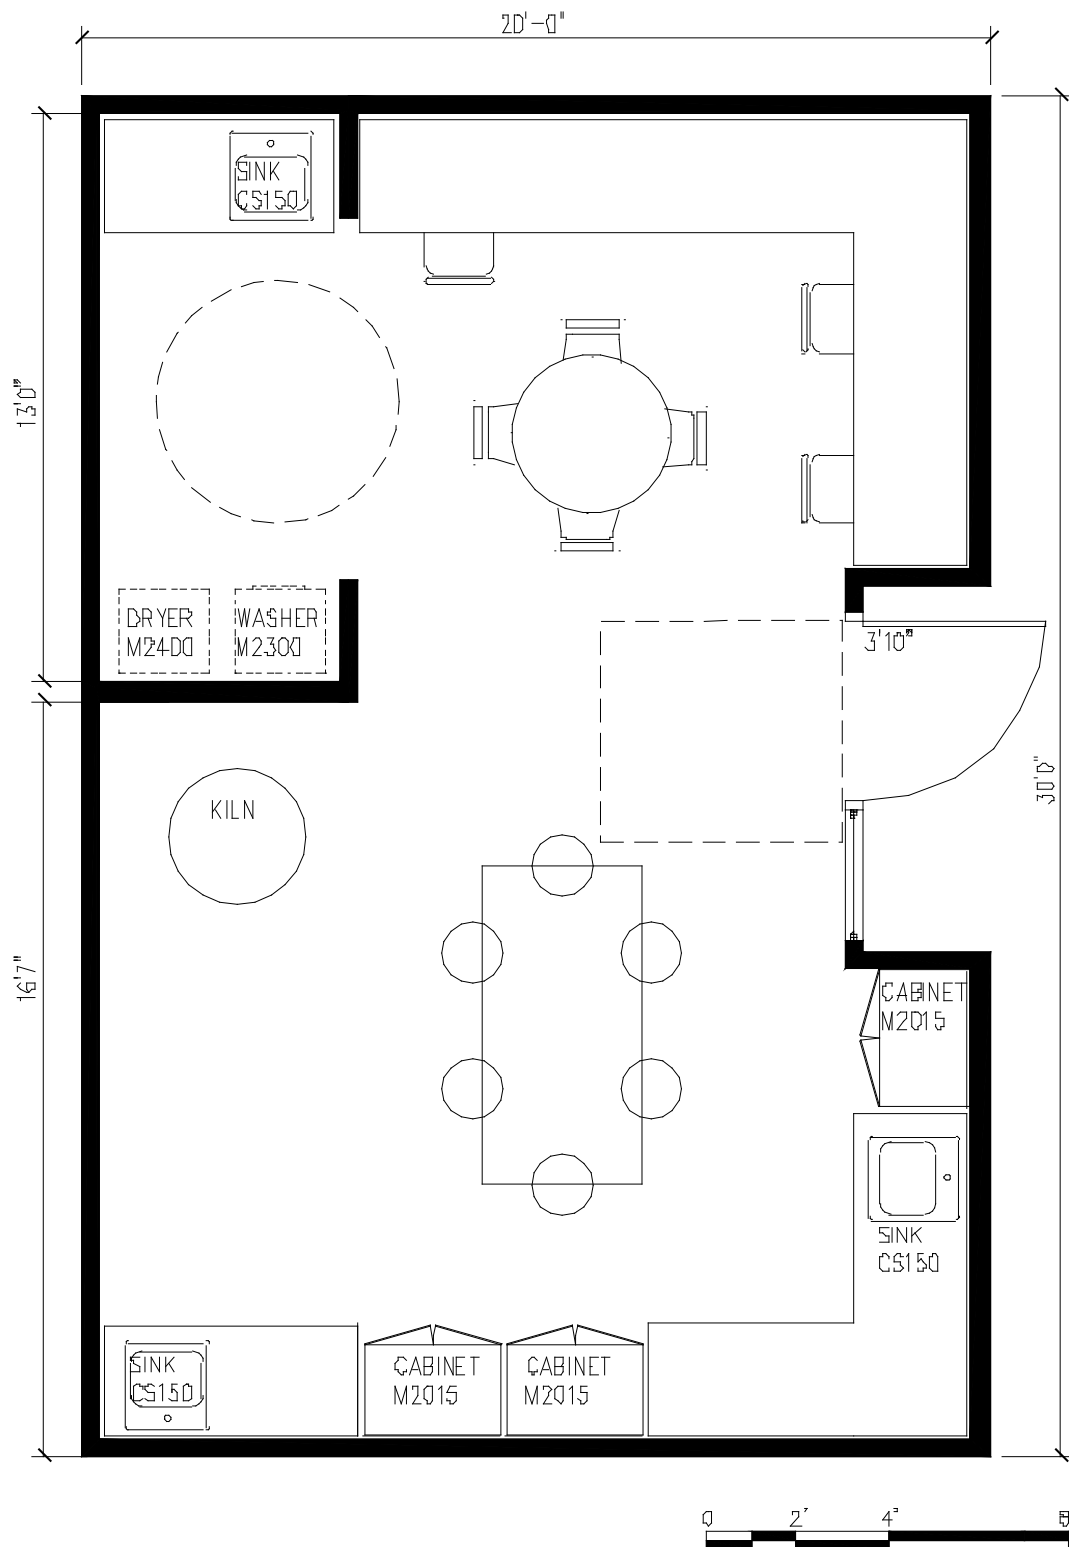 20'-0"
SINK
CS150
13'0"
DRYER
M2400
WASHER
M2300
3'10"
KILN
30'0"
16'7"
CABINET
M2015
SINK
CS150
SINK
CS150
CABINET
M2015
CABINET
M2015
0 2' 4'